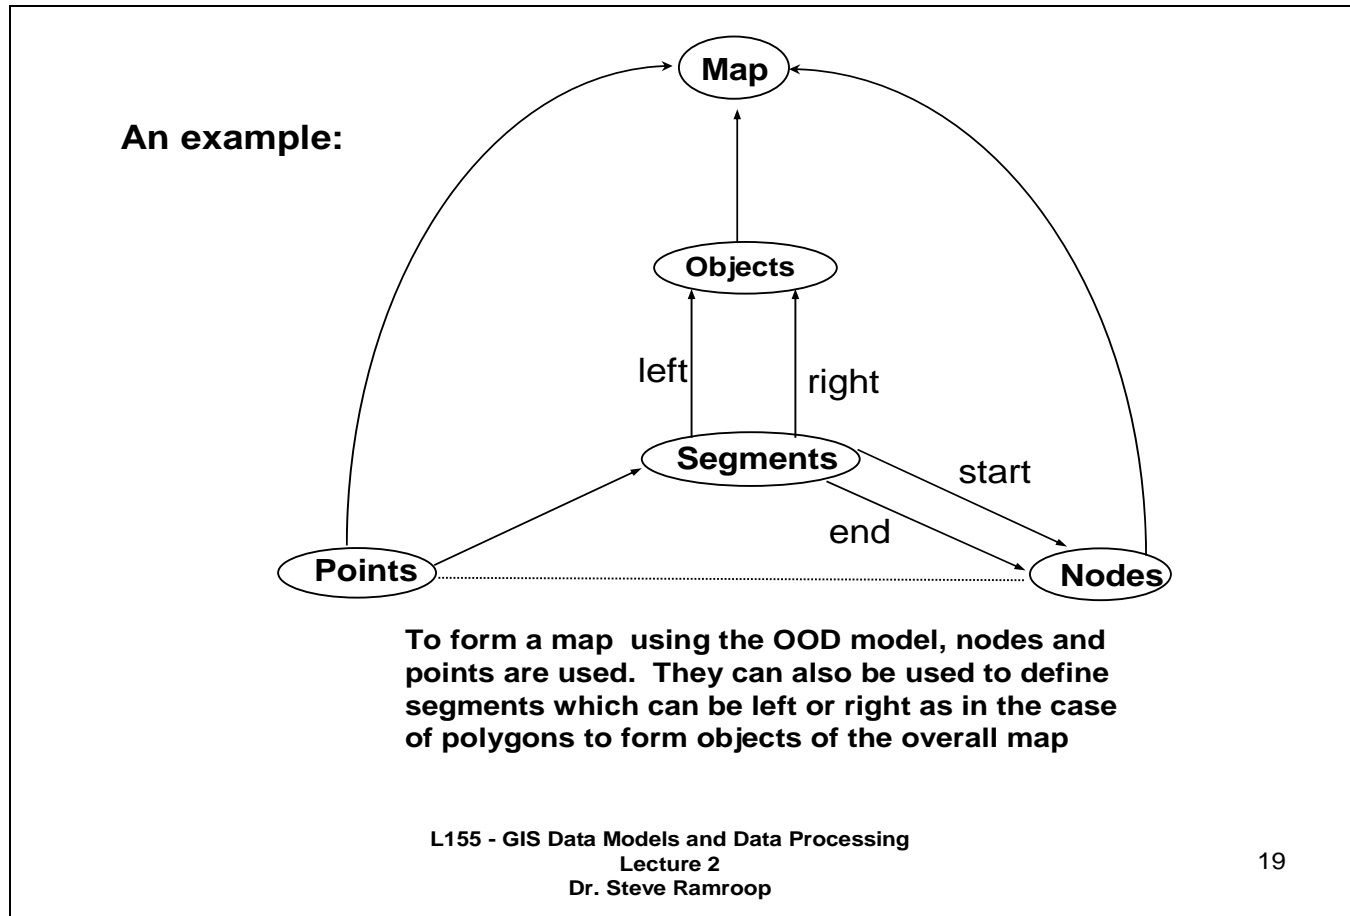 Map
An example:
Objects
left
right
Segments
start
end
Points
Nodes
To form a map using the OOD model, nodes and
points are used. They can also be used to define
segments which can be left or right as in the case
of polygons to form objects of the overall map
L155 - GIS Data Models and Data Processing
Lecture 2
Dr. Steve Ramroop
19